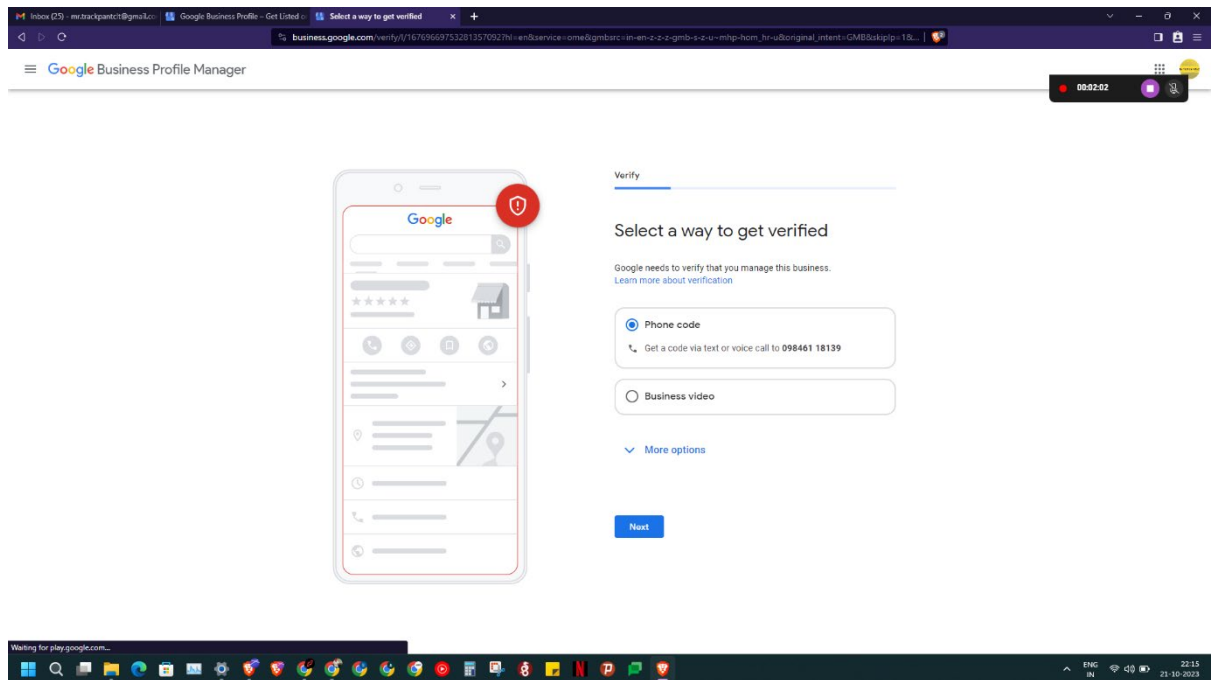 Inbox (25) - mr.trackpantclt@gmail.co
Google Business Profile – Get Listed o
Select a way to get verified
business.google.com/verify/l/16769669753281357092?hl=en&service=ome&gmbsrc=in-en-z-z-z-gmb-s-z-u~mhp-hom_hr-u&original_intent=GMB&skiplp=1&...
Google Business Profile Manager
00:02:02
Verify
Google
Select a way to get verified
Google needs to verify that you manage this business.
Learn more about verification
Phone code
Get a code via text or voice call to 098461 18139
Business video
More options
Next
Waiting for play.google.com...
ENG
IN
22:15
21-10-2023